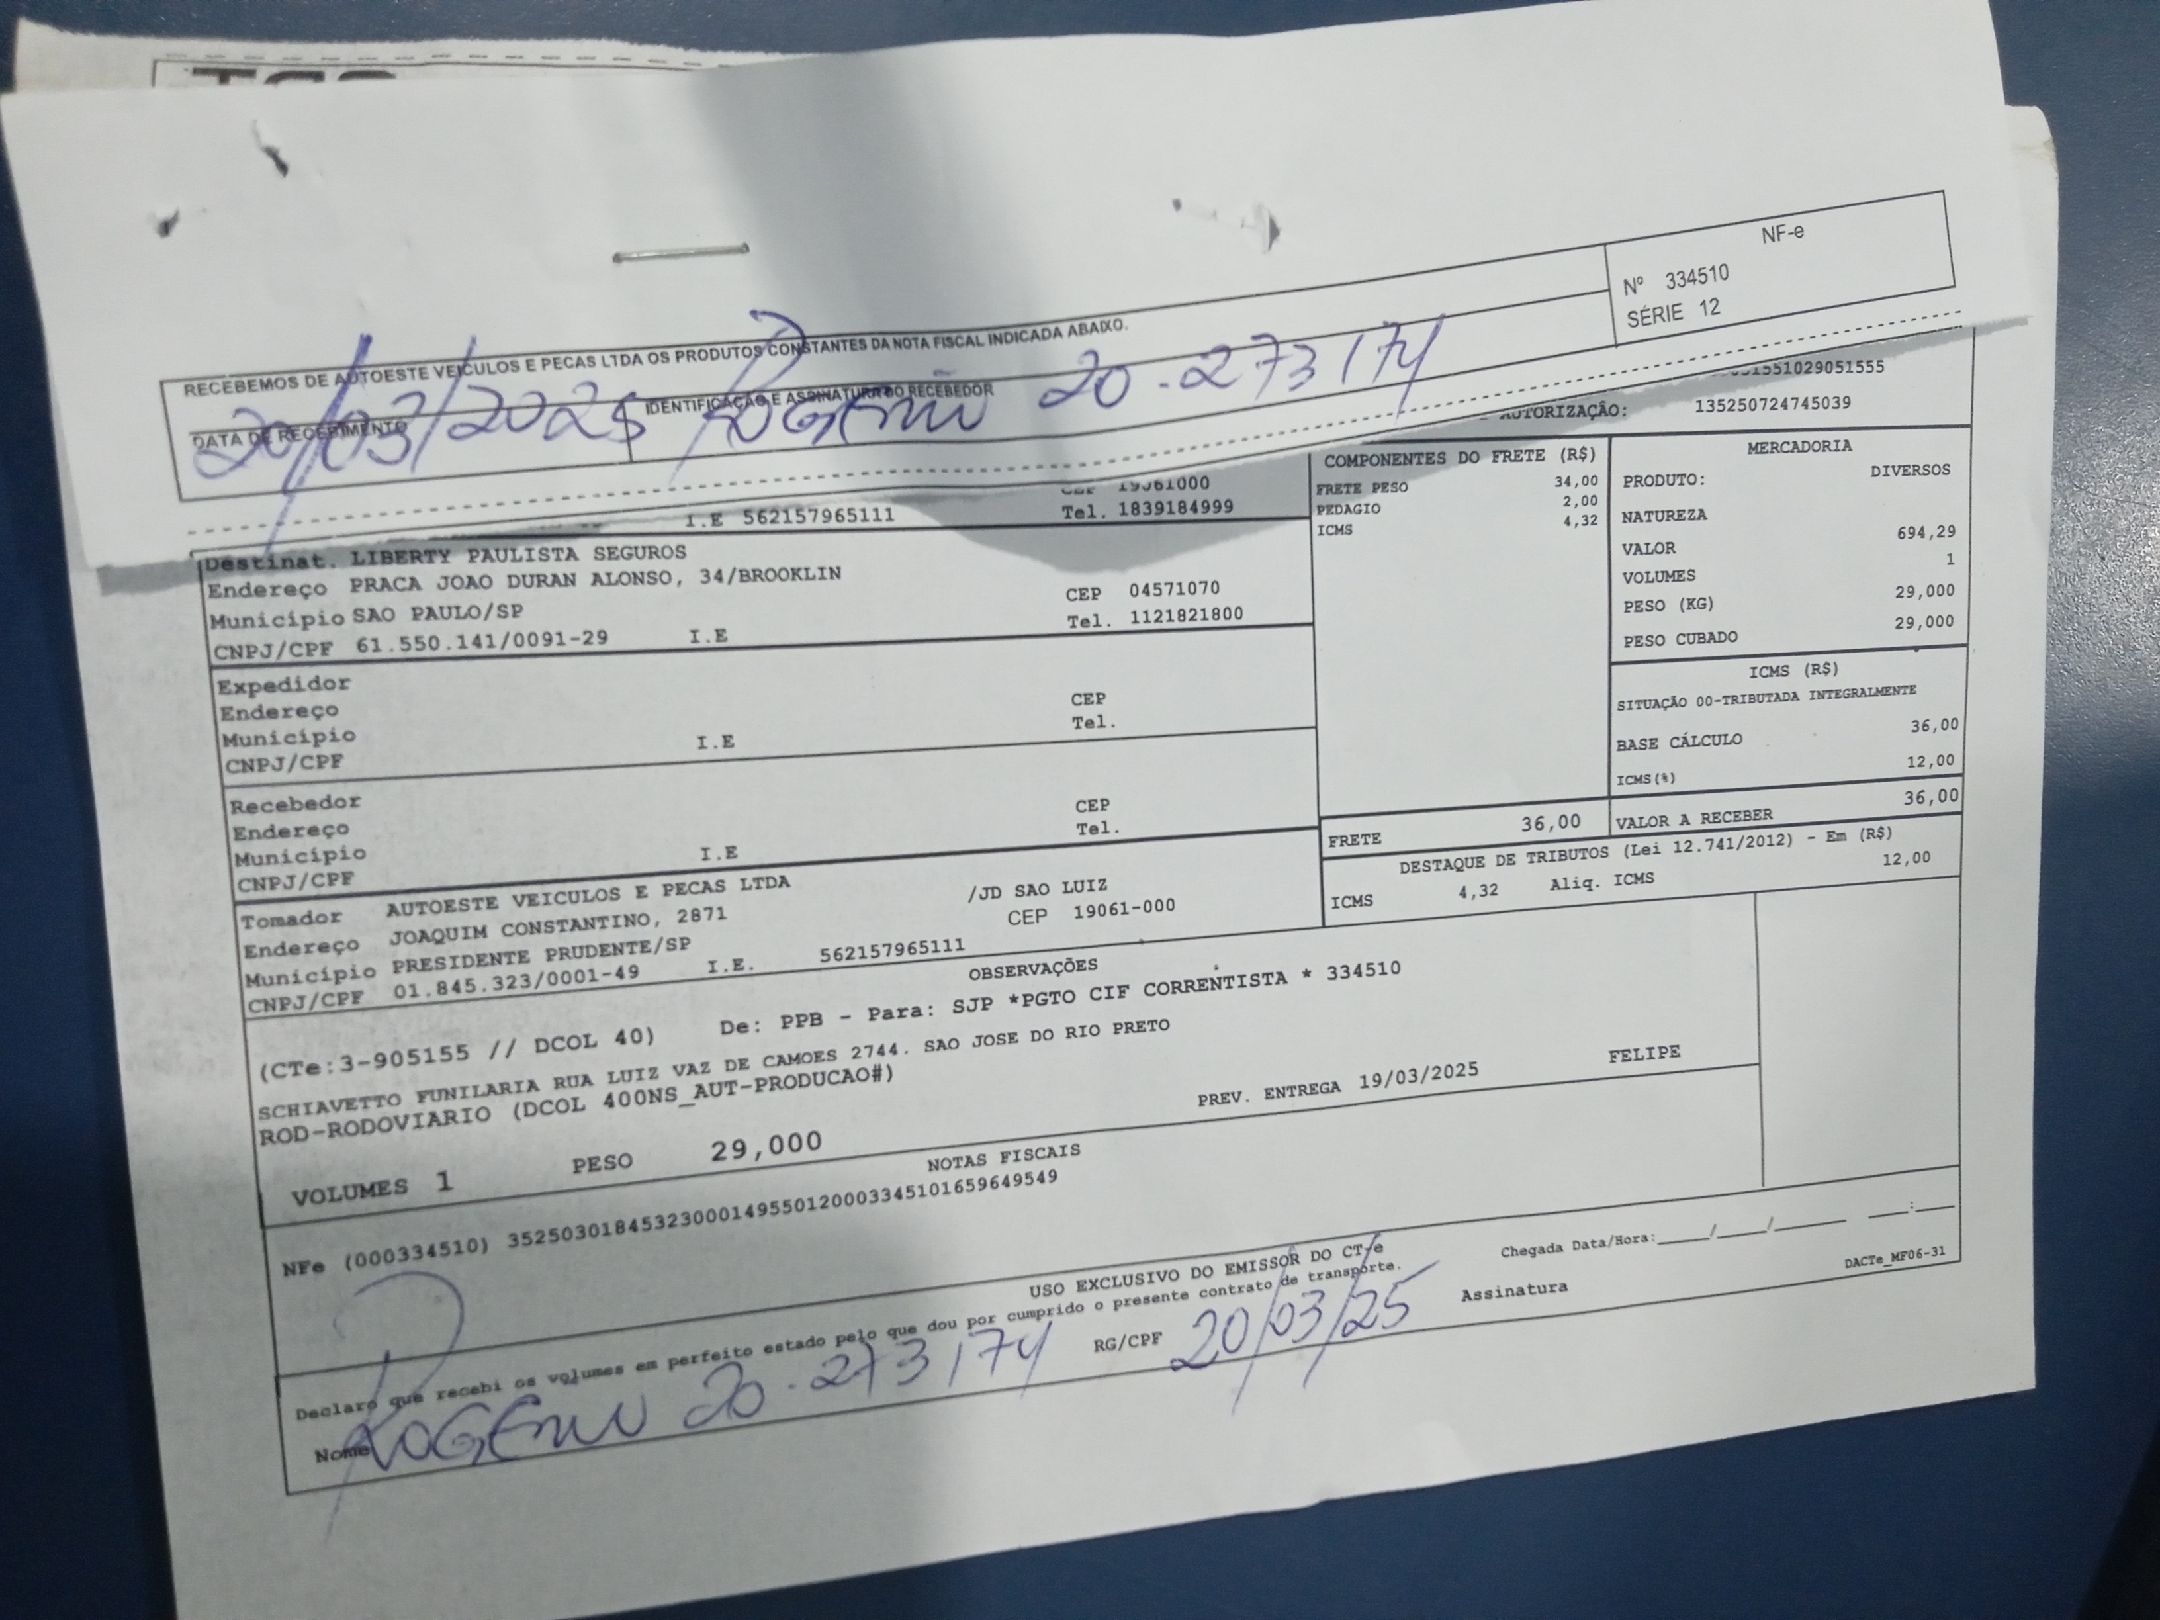 NF-e
Nº 334510
SÉRIE 12
RECEBEMOS DE AUTOESTE VEICULOS E PECAS LTDA OS PRODUTOS CONSTANTES DA NOTA FISCAL INDICADA ABAIXO.
DATA DE RECEBIMENTO
20/03/2025
IDENTIFICAÇÃO E ASSINATURA DO RECEBEDOR
20.273174
AUTORIZAÇÃO: 135250724745039
CEP 19061000
I.E 562157965111 Tel. 1839184999
Destinat. LIBERTY PAULISTA SEGUROS
Endereço PRACA JOAO DURAN ALONSO, 34/BROOKLIN CEP 04571070
Município SAO PAULO/SP Tel. 1121821800
CNPJ/CPF 61.550.141/0091-29 I.E
Expedidor
Endereço CEP
Município Tel.
CNPJ/CPF I.E
Recebedor
Endereço CEP
Município Tel.
CNPJ/CPF I.E
Tomador AUTOESTE VEICULOS E PECAS LTDA
Endereço JOAQUIM CONSTANTINO, 2871 /JD SAO LUIZ
Município PRESIDENTE PRUDENTE/SP CEP 19061-000
CNPJ/CPF 01.845.323/0001-49 I.E. 562157965111
COMPONENTES DO FRETE (R$)
FRETE PESO 34,00
PEDAGIO 2,00
ICMS 4,32
FRETE 36,00
MERCADORIA
PRODUTO: DIVERSOS
NATUREZA
VALOR 694,29
VOLUMES 1
PESO (KG) 29,000
PESO CUBADO 29,000
ICMS (R$)
SITUAÇÃO 00-TRIBUTADA INTEGRALMENTE
BASE CÁLCULO 36,00
ICMS(%) 12,00
VALOR A RECEBER 36,00
DESTAQUE DE TRIBUTOS (Lei 12.741/2012) - Em (R$)
ICMS 4,32 Aliq. ICMS 12,00
OBSERVAÇÕES
(CTe:3-905155 // DCOL 40) De: PPB - Para: SJP *PGTO CIF CORRENTISTA * 334510
SCHIAVETTO FUNILARIA RUA LUIZ VAZ DE CAMOES 2744. SAO JOSE DO RIO PRETO
ROD-RODOVIARIO (DCOL 400NS_AUT-PRODUCAO#)
PREV. ENTREGA 19/03/2025 FELIPE
VOLUMES 1 PESO 29,000
NOTAS FISCAIS
NFe (000334510) 35250301845323000149550120003345101659649549
USO EXCLUSIVO DO EMISSOR DO CT-e
Declaro que recebi os volumes em perfeito estado pelo que dou por cumprido o presente contrato de transporte.
Chegada Data/Hora:_____/_____/_______ ____:____
Nome 20.273174 RG/CPF 20/03/25 Assinatura
DACTe_MF06-31